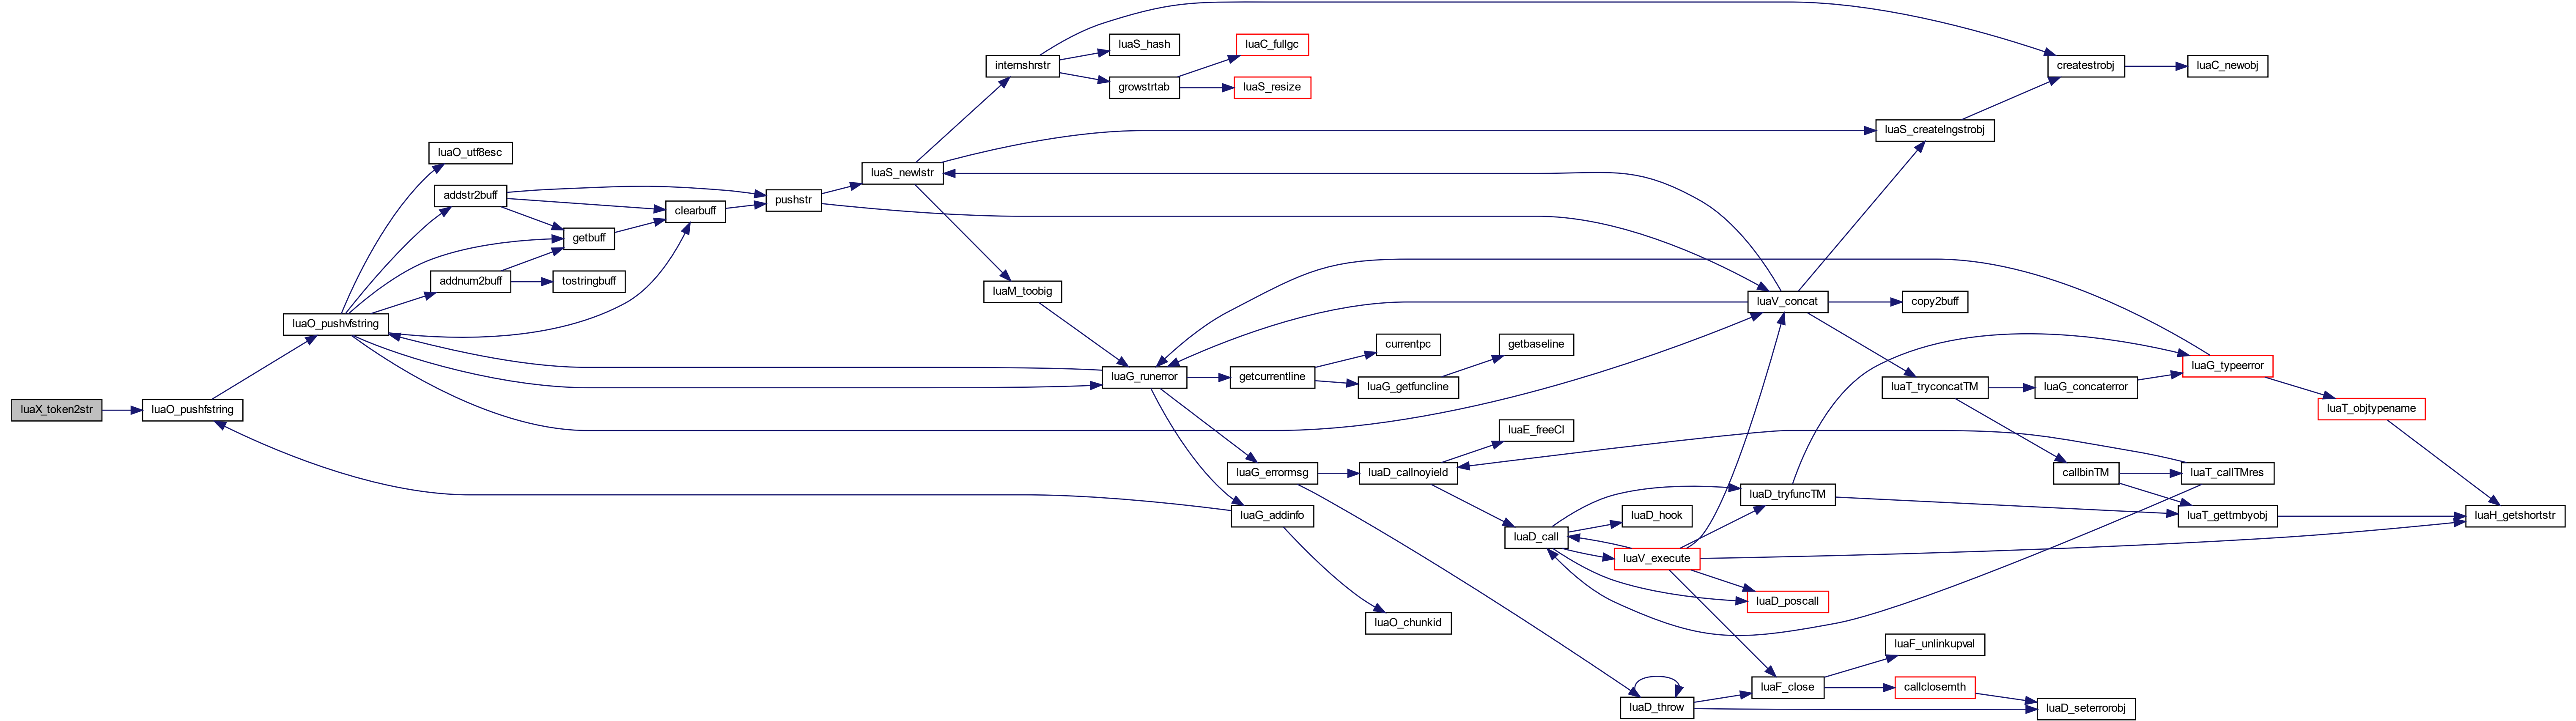 luaS_hash
luaC_fullgc
internshrstr
createstrobj
luaC_newobj
growstrtab
luaS_resize
luaS_createlngstrobj
luaO_utf8esc
luaS_newlstr
addstr2buff
pushstr
clearbuff
getbuff
addnum2buff
tostringbuff
luaM_toobig
luaV_concat
copy2buff
luaO_pushvfstring
currentpc
getbaseline
luaG_typeerror
luaG_runerror
getcurrentline
luaG_getfuncline
luaT_tryconcatTM
luaG_concaterror
luaX_token2str
luaO_pushfstring
luaT_objtypename
luaE_freeCI
luaG_errormsg
luaD_callnoyield
callbinTM
luaT_callTMres
luaD_tryfuncTM
luaG_addinfo
luaD_hook
luaT_gettmbyobj
luaH_getshortstr
luaD_call
luaV_execute
luaD_poscall
luaO_chunkid
luaF_unlinkupval
luaF_close
callclosemth
luaD_throw
luaD_seterrorobj